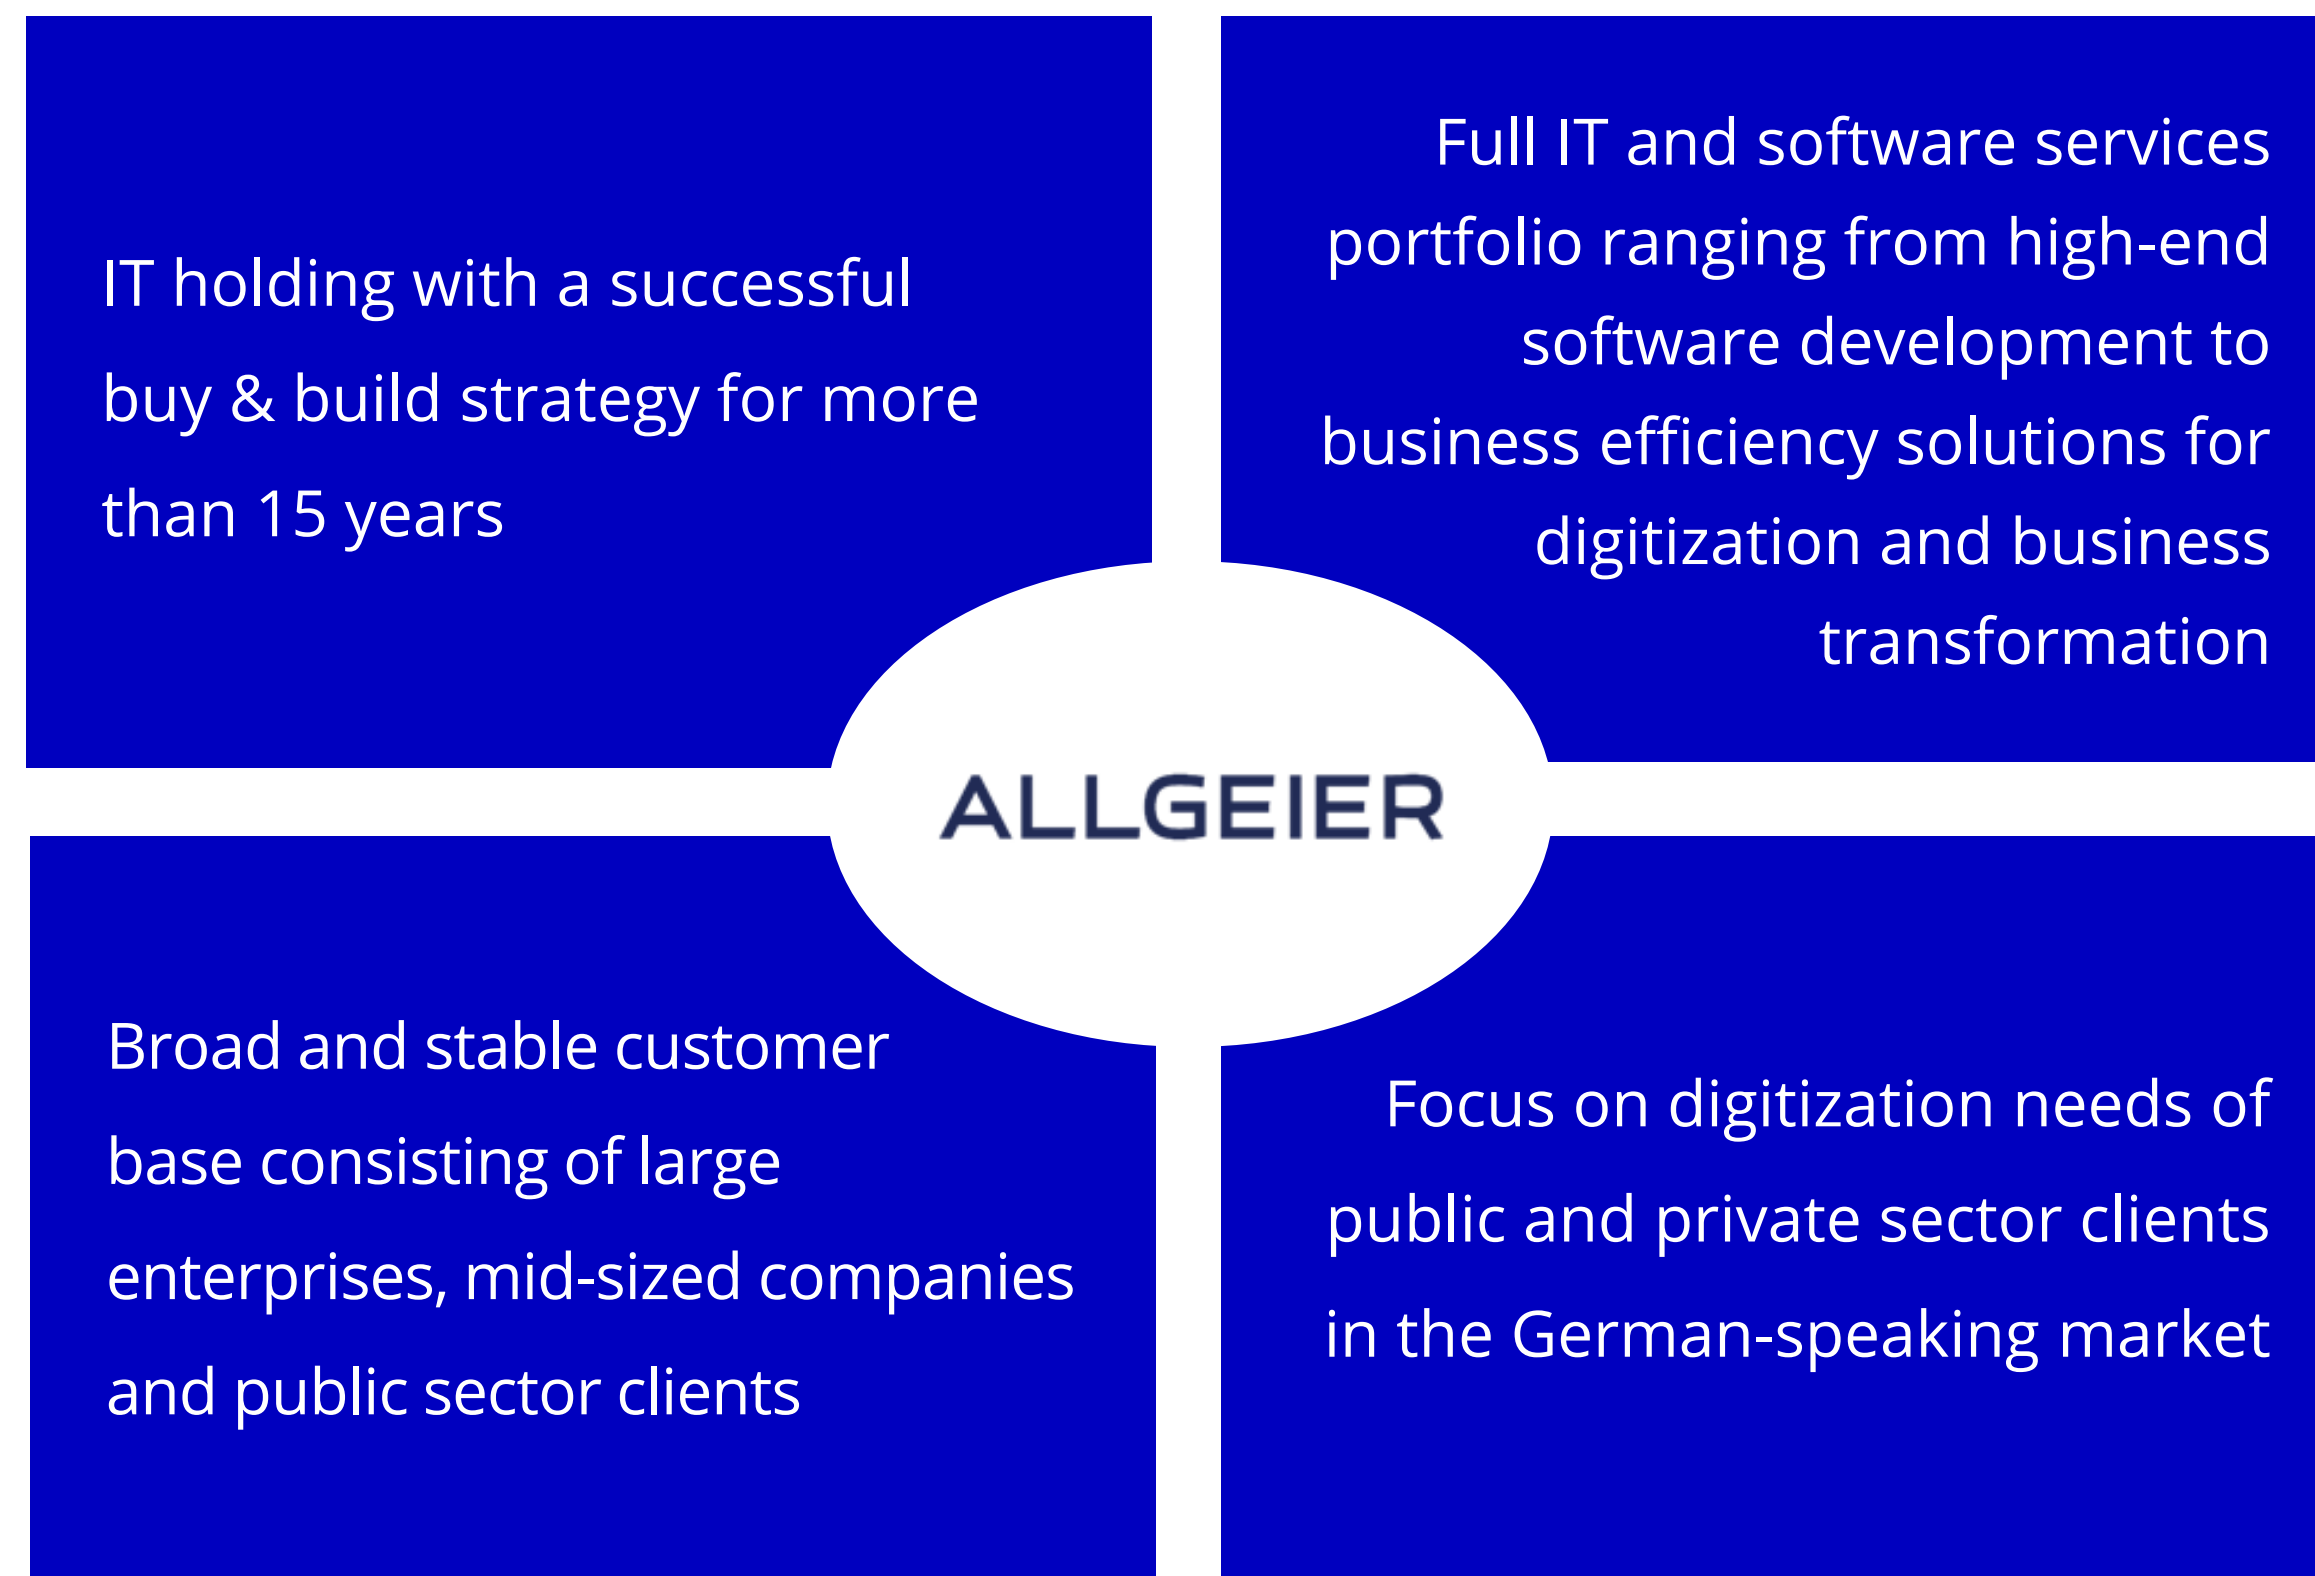 IT holding with a successful
buy & build strategy for more
than 15 years
Full IT and software services
portfolio ranging from high-end
software development to
business efficiency solutions for
digitization and business
transformation
ALLGEIER
Broad and stable customer
base consisting of large
enterprises, mid-sized companies
and public sector clients
Focus on digitization needs of
public and private sector clients
in the German-speaking market